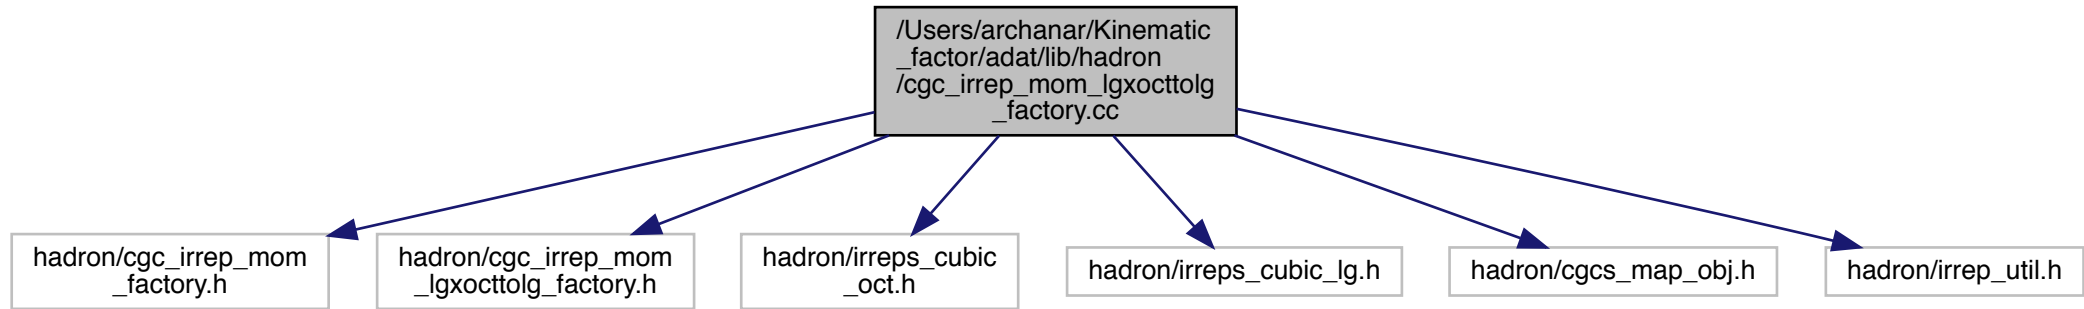 /Users/archanar/Kinematic
_factor/adat/lib/hadron
/cgc_irrep_mom_lgxocttolg
_factory.cc
hadron/cgc_irrep_mom
_factory.h
hadron/cgc_irrep_mom
_lgxocttolg_factory.h
hadron/irreps_cubic
_oct.h
hadron/irreps_cubic_lg.h
hadron/cgcs_map_obj.h
hadron/irrep_util.h